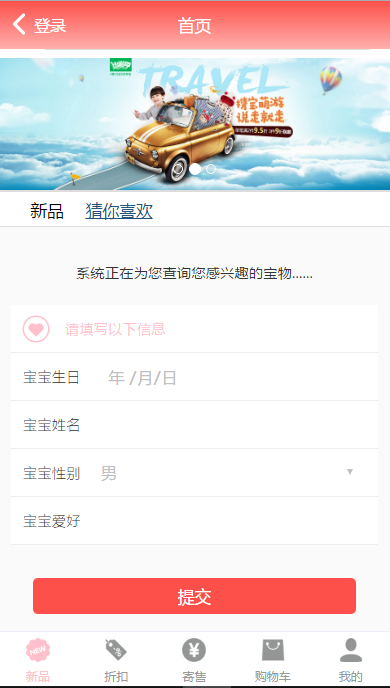 登录
首页
TRAVEL
搜宝萌游
说走就走
新品
猜你喜欢
系统正在为您查询您感兴趣的宝物......
请填写以下信息
宝宝生日 年 /月/日
宝宝姓名
宝宝性别 男
宝宝爱好
提交
NEW
新品
折扣
寄售
购物车
我的